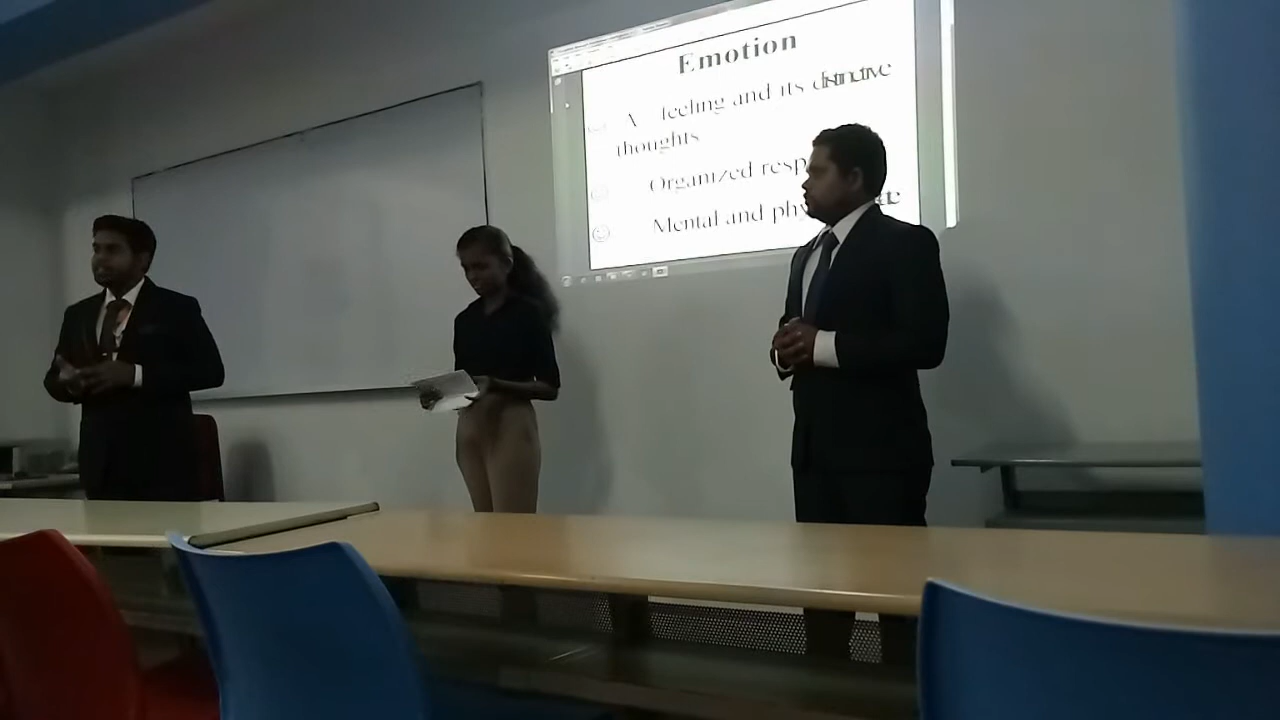 Emotion
A feeling and its distinctive
thoughts
Organized resp
Mental and phy